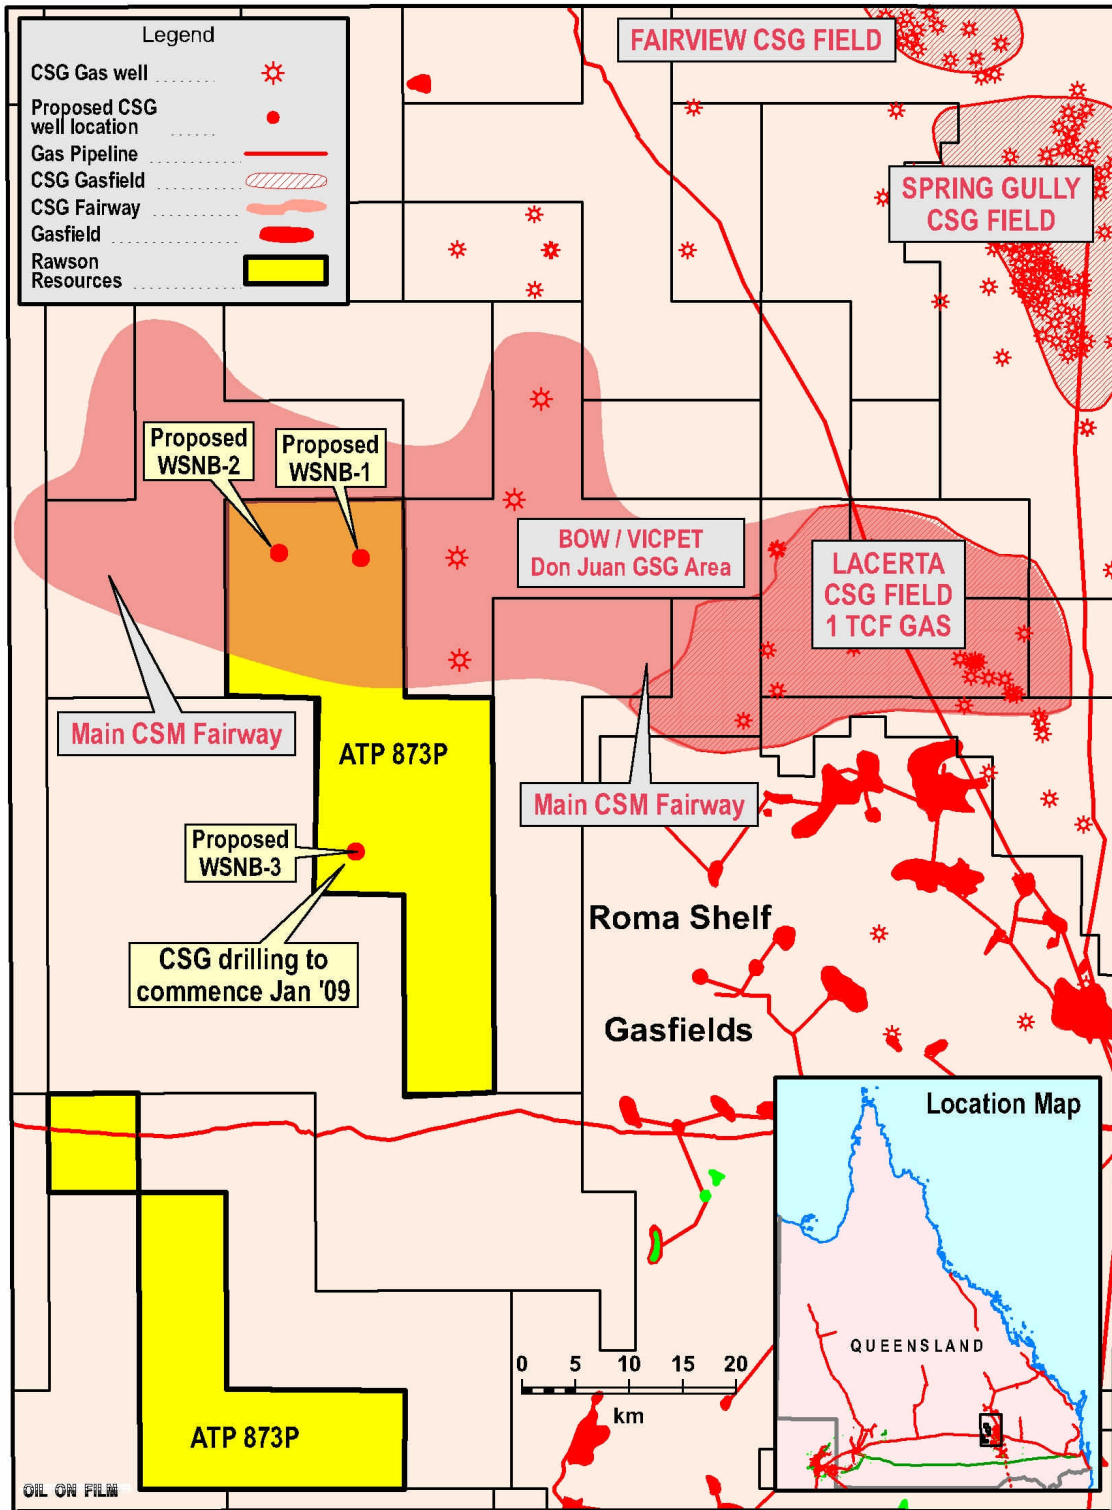 Legend
CSG Gas well ........
Proposed CSG
well location ......
Gas Pipeline ........
CSG Gasfield ......
CSG Fairway ......
Gasfield ............
Rawson
Resources
FAIRVIEW CSG FIELD
SPRING GULLY
CSG FIELD
Proposed
WSNB-2
Proposed
WSNB-1
BOW / VICPET
Don Juan GSG Area
LACERTA
CSG FIELD
1 TCF GAS
Main CSM Fairway
ATP 873P
Main CSM Fairway
Proposed
WSNB-3
Roma Shelf
CSG drilling to
commence Jan '09
Gasfields
Location Map
QUEENSLAND
0 5 10 15 20
km
ATP 873P
OIL ON FILM